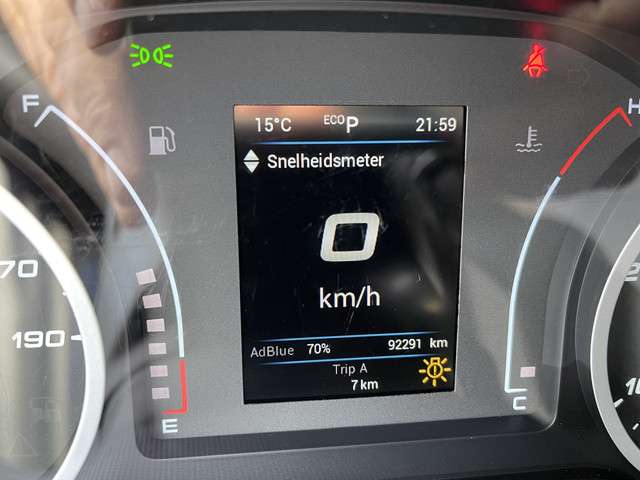 F
H
15°C ECO P 21:59
Snelheidsmeter
0
km/h
70
190
AdBlue 70% 92291 km
Trip A
7 km
E
C